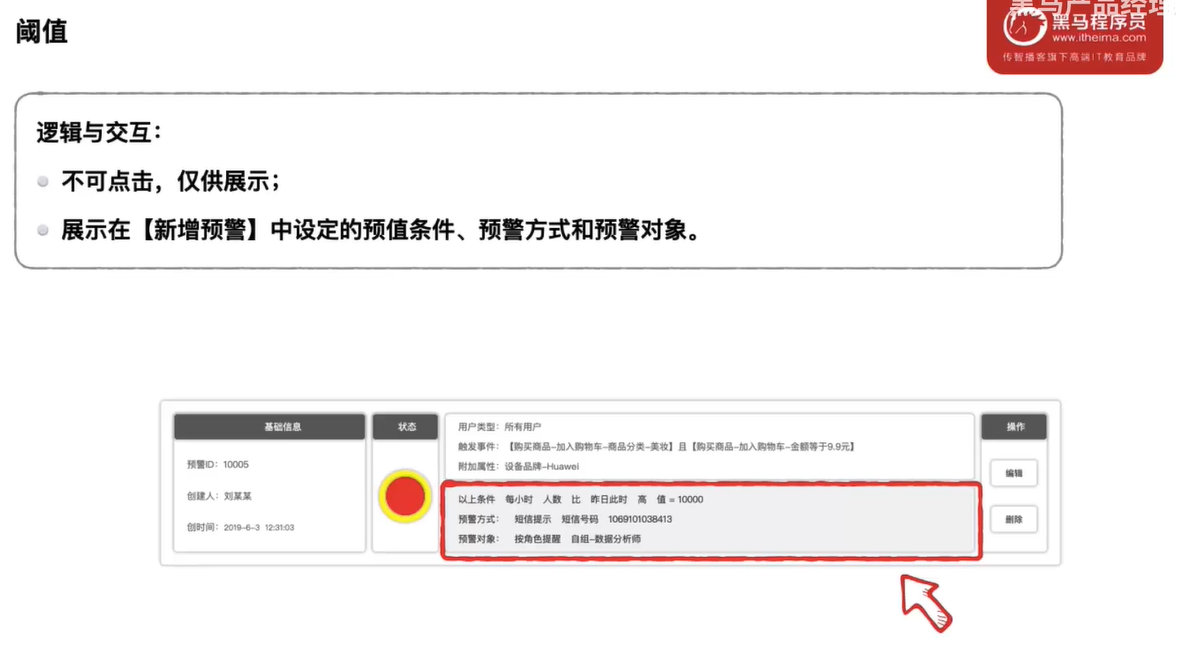 阈值
黑马产品经理
黑马程序员
www.itheima.com
传智播客旗下高端IT教育品牌
逻辑与交互：
不可点击，仅供展示；
展示在【新增预警】中设定的预值条件、预警方式和预警对象。
基础信息
预警ID：10005
创建人：刘某某
创时间：2019-6-3 12:31:03
状态
用户类型：所有用户
触发事件：【购买商品-加入购物车-商品分类-美妆】且【购买商品-加入购物车-金额等于9.9元】
附加属性：设备品牌-Huawei
以上条件 每小时 人数 比 昨日此时 高 值 = 10000
预警方式： 短信提示 短信号码 1069101038413
预警对象： 按角色提醒 自组-数据分析师
操作
编辑
删除